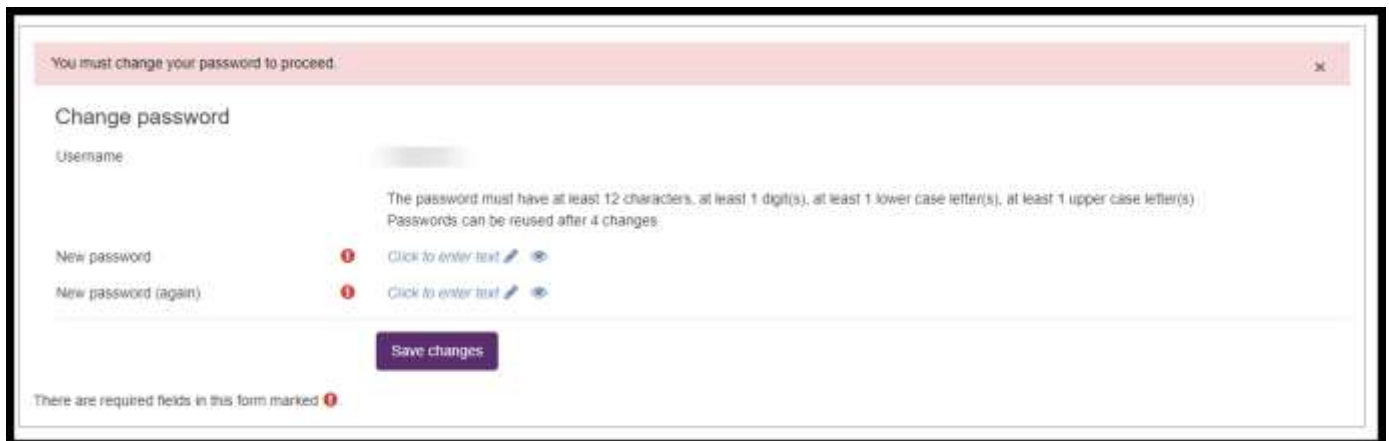 You must change your password to proceed.
Change password
Username
The password must have at least 12 characters, at least 1 digit(s), at least 1 lower case letter(s), at least 1 upper case letter(s)
Passwords can be reused after 4 changes
New password
Click to enter text
New password (again)
Click to enter text
Save changes
There are required fields in this form marked